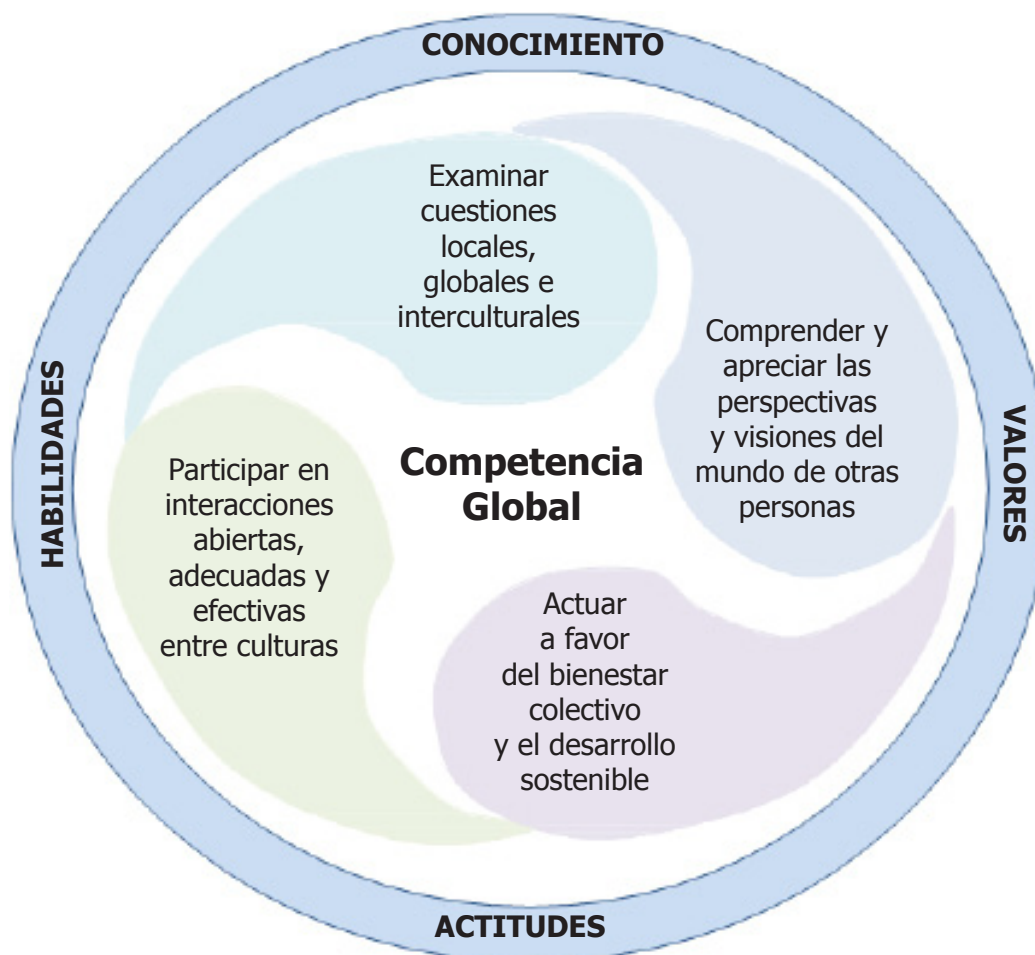 CONOCIMIENTO
Examinar
cuestiones
locales,
globales e
interculturales
Comprender y
apreciar las
perspectivas
y visiones del
mundo de otras
personas
HABILIDADES
VALORES
Competencia
Global
Participar en
interacciones
abiertas,
adecuadas y
efectivas
entre culturas
Actuar
a favor
del bienestar
colectivo
y el desarrollo
sostenible
ACTITUDES